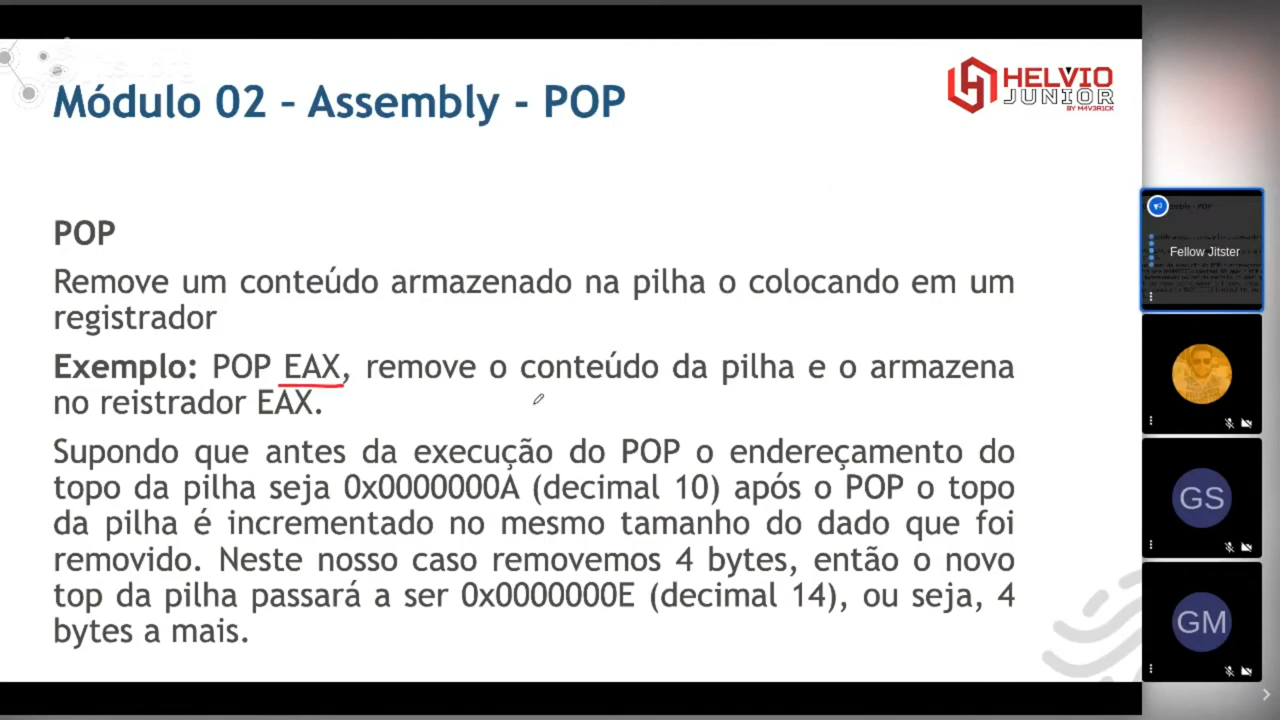 Módulo 02 – Assembly - POP
HELVIO
JUNIOR
BY M4V3R1CK
POP
Remove um conteúdo armazenado na pilha o colocando em um
registrador
Exemplo: POP EAX, remove o conteúdo da pilha e o armazena
no reistrador EAX.
Supondo que antes da execução do POP o endereçamento do
topo da pilha seja 0x0000000A (decimal 10) após o POP o topo
da pilha é incrementado no mesmo tamanho do dado que foi
removido. Neste nosso caso removemos 4 bytes, então o novo
top da pilha passará a ser 0x0000000E (decimal 14), ou seja, 4
bytes a mais.
Fellow Jitster
GS
GM